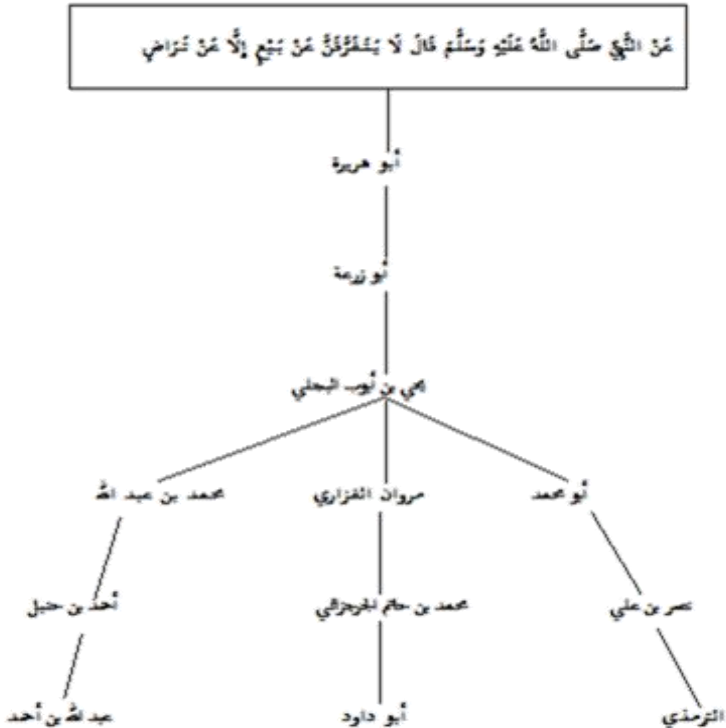 عَنْ النَّبِيِّ صَلَّى اللَّهُ عَلَيْهِ وَسَلَّمَ قَالَ لَا يَتَفَرَّقَنَّ عَنْ بَيْعٍ إِلَّا عَنْ تَرَاضٍ
أبو هريرة
أبو زرعة
يحي بن أيوب البجلي
أبو محمد
مروان الفزاري
محمد بن عبد الله
نصر بن علي
محمد بن حاتم الجرجرائي
أحمد بن حنبل
الترمذي
أبو داود
عبد الله بن أحمد